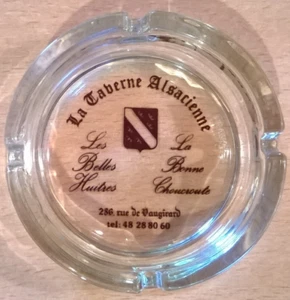 La Taverne Alsacienne
Les
Belles
Huitres
La
Bonne
Choucroute
286 rue de Vaugirard
tel: 48 28 80 60